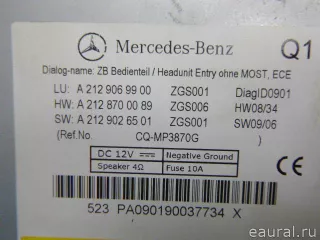 Mercedes-Benz Q1
Dialog-name: ZB Bedienteil / Headunit Entry ohne MOST, ECE
LU: A 212 906 99 00 ZGS001 DiagID0901
HW: A 212 870 00 89 ZGS006 HW08/34
SW: A 212 902 65 01 ZGS001 SW09/06
(Ref.No. CQ-MP3870G )
DC 12V Negative Ground
Speaker 4Ω Fuse 10A
523 PA090190037734 X
eaural.ru